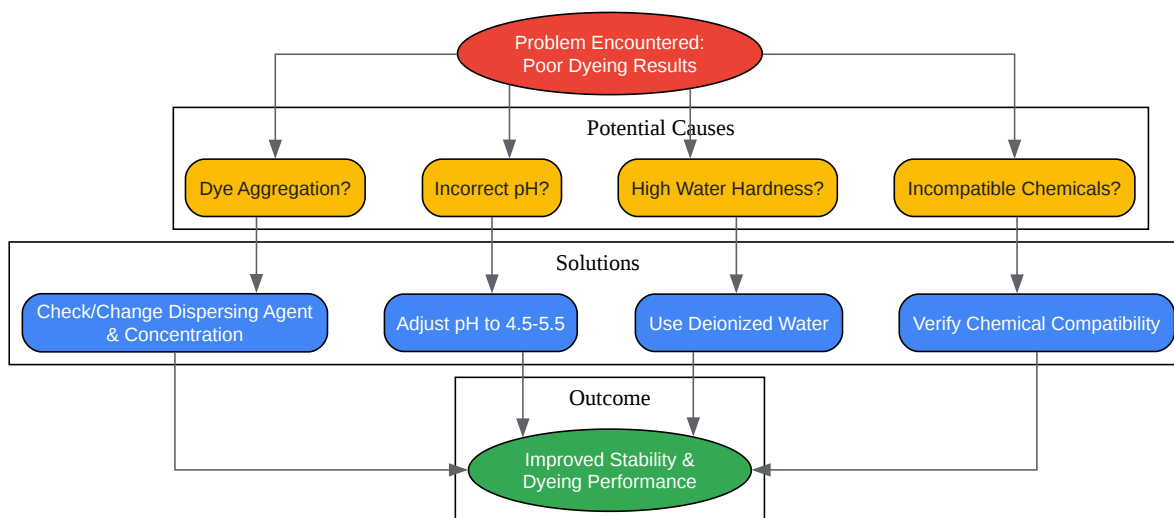 Problem Encountered:
Poor Dyeing Results
Potential Causes
Dye Aggregation?
Incorrect pH?
High Water Hardness?
Incompatible Chemicals?
Solutions
Check/Change Dispersing Agent
& Concentration
Adjust pH to 4.5-5.5
Use Deionized Water
Verify Chemical Compatibility
Outcome
Improved Stability &
Dyeing Performance